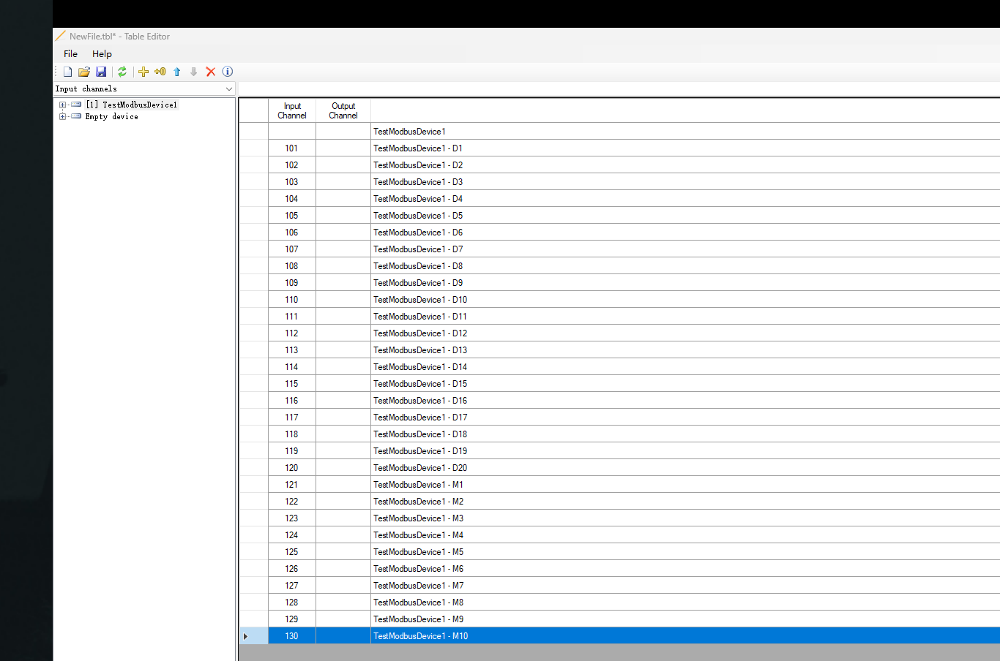 NewFile.tbl* - Table Editor
File Help
Input channels
[1] TestModbusDevice1
Empty device
Input Channel Output Channel
TestModbusDevice1
101 TestModbusDevice1 - D1
102 TestModbusDevice1 - D2
103 TestModbusDevice1 - D3
104 TestModbusDevice1 - D4
105 TestModbusDevice1 - D5
106 TestModbusDevice1 - D6
107 TestModbusDevice1 - D7
108 TestModbusDevice1 - D8
109 TestModbusDevice1 - D9
110 TestModbusDevice1 - D10
111 TestModbusDevice1 - D11
112 TestModbusDevice1 - D12
113 TestModbusDevice1 - D13
114 TestModbusDevice1 - D14
115 TestModbusDevice1 - D15
116 TestModbusDevice1 - D16
117 TestModbusDevice1 - D17
118 TestModbusDevice1 - D18
119 TestModbusDevice1 - D19
120 TestModbusDevice1 - D20
121 TestModbusDevice1 - M1
122 TestModbusDevice1 - M2
123 TestModbusDevice1 - M3
124 TestModbusDevice1 - M4
125 TestModbusDevice1 - M5
126 TestModbusDevice1 - M6
127 TestModbusDevice1 - M7
128 TestModbusDevice1 - M8
129 TestModbusDevice1 - M9
130 TestModbusDevice1 - M10